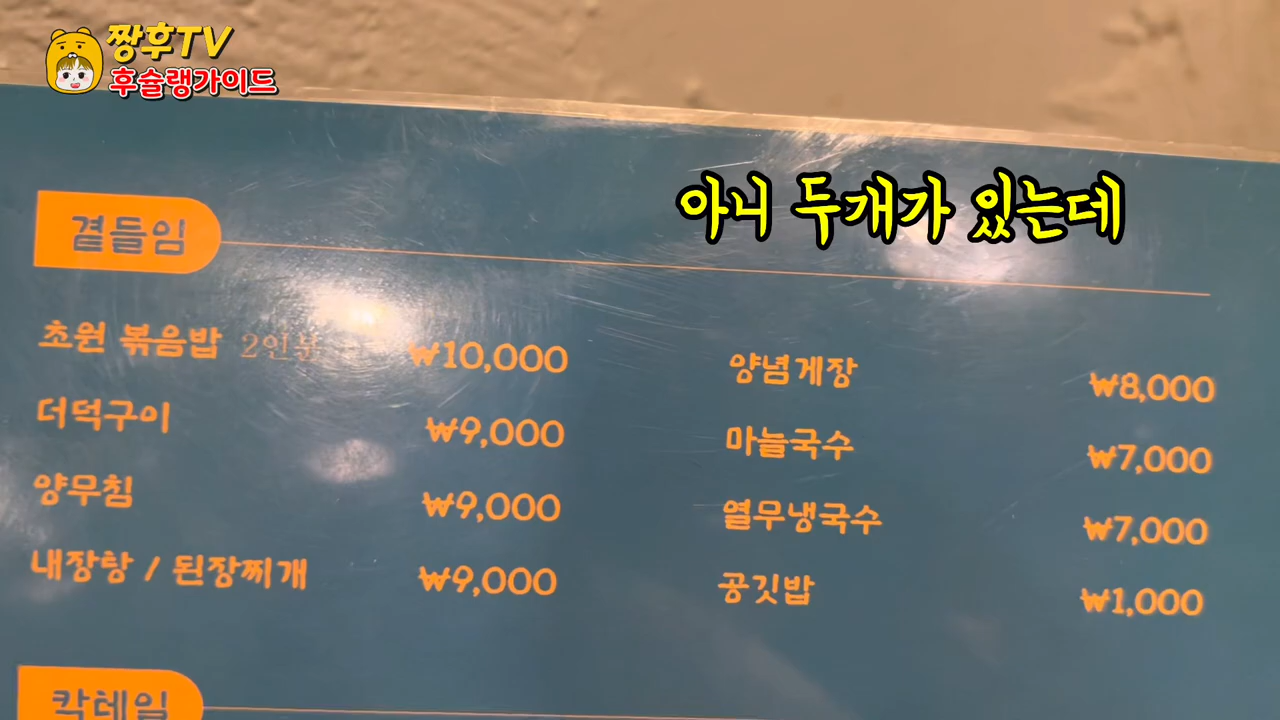 짱후TV
후슐랭가이드
아니 두개가 있는데
곁들임
초원 볶음밥 2인분 ₩10,000
더덕구이 ₩9,000
양무침 ₩9,000
내장탕 / 된장찌개 ₩9,000
양념게장 ₩8,000
마늘국수 ₩7,000
열무냉국수 ₩7,000
공깃밥 ₩1,000
칵테일